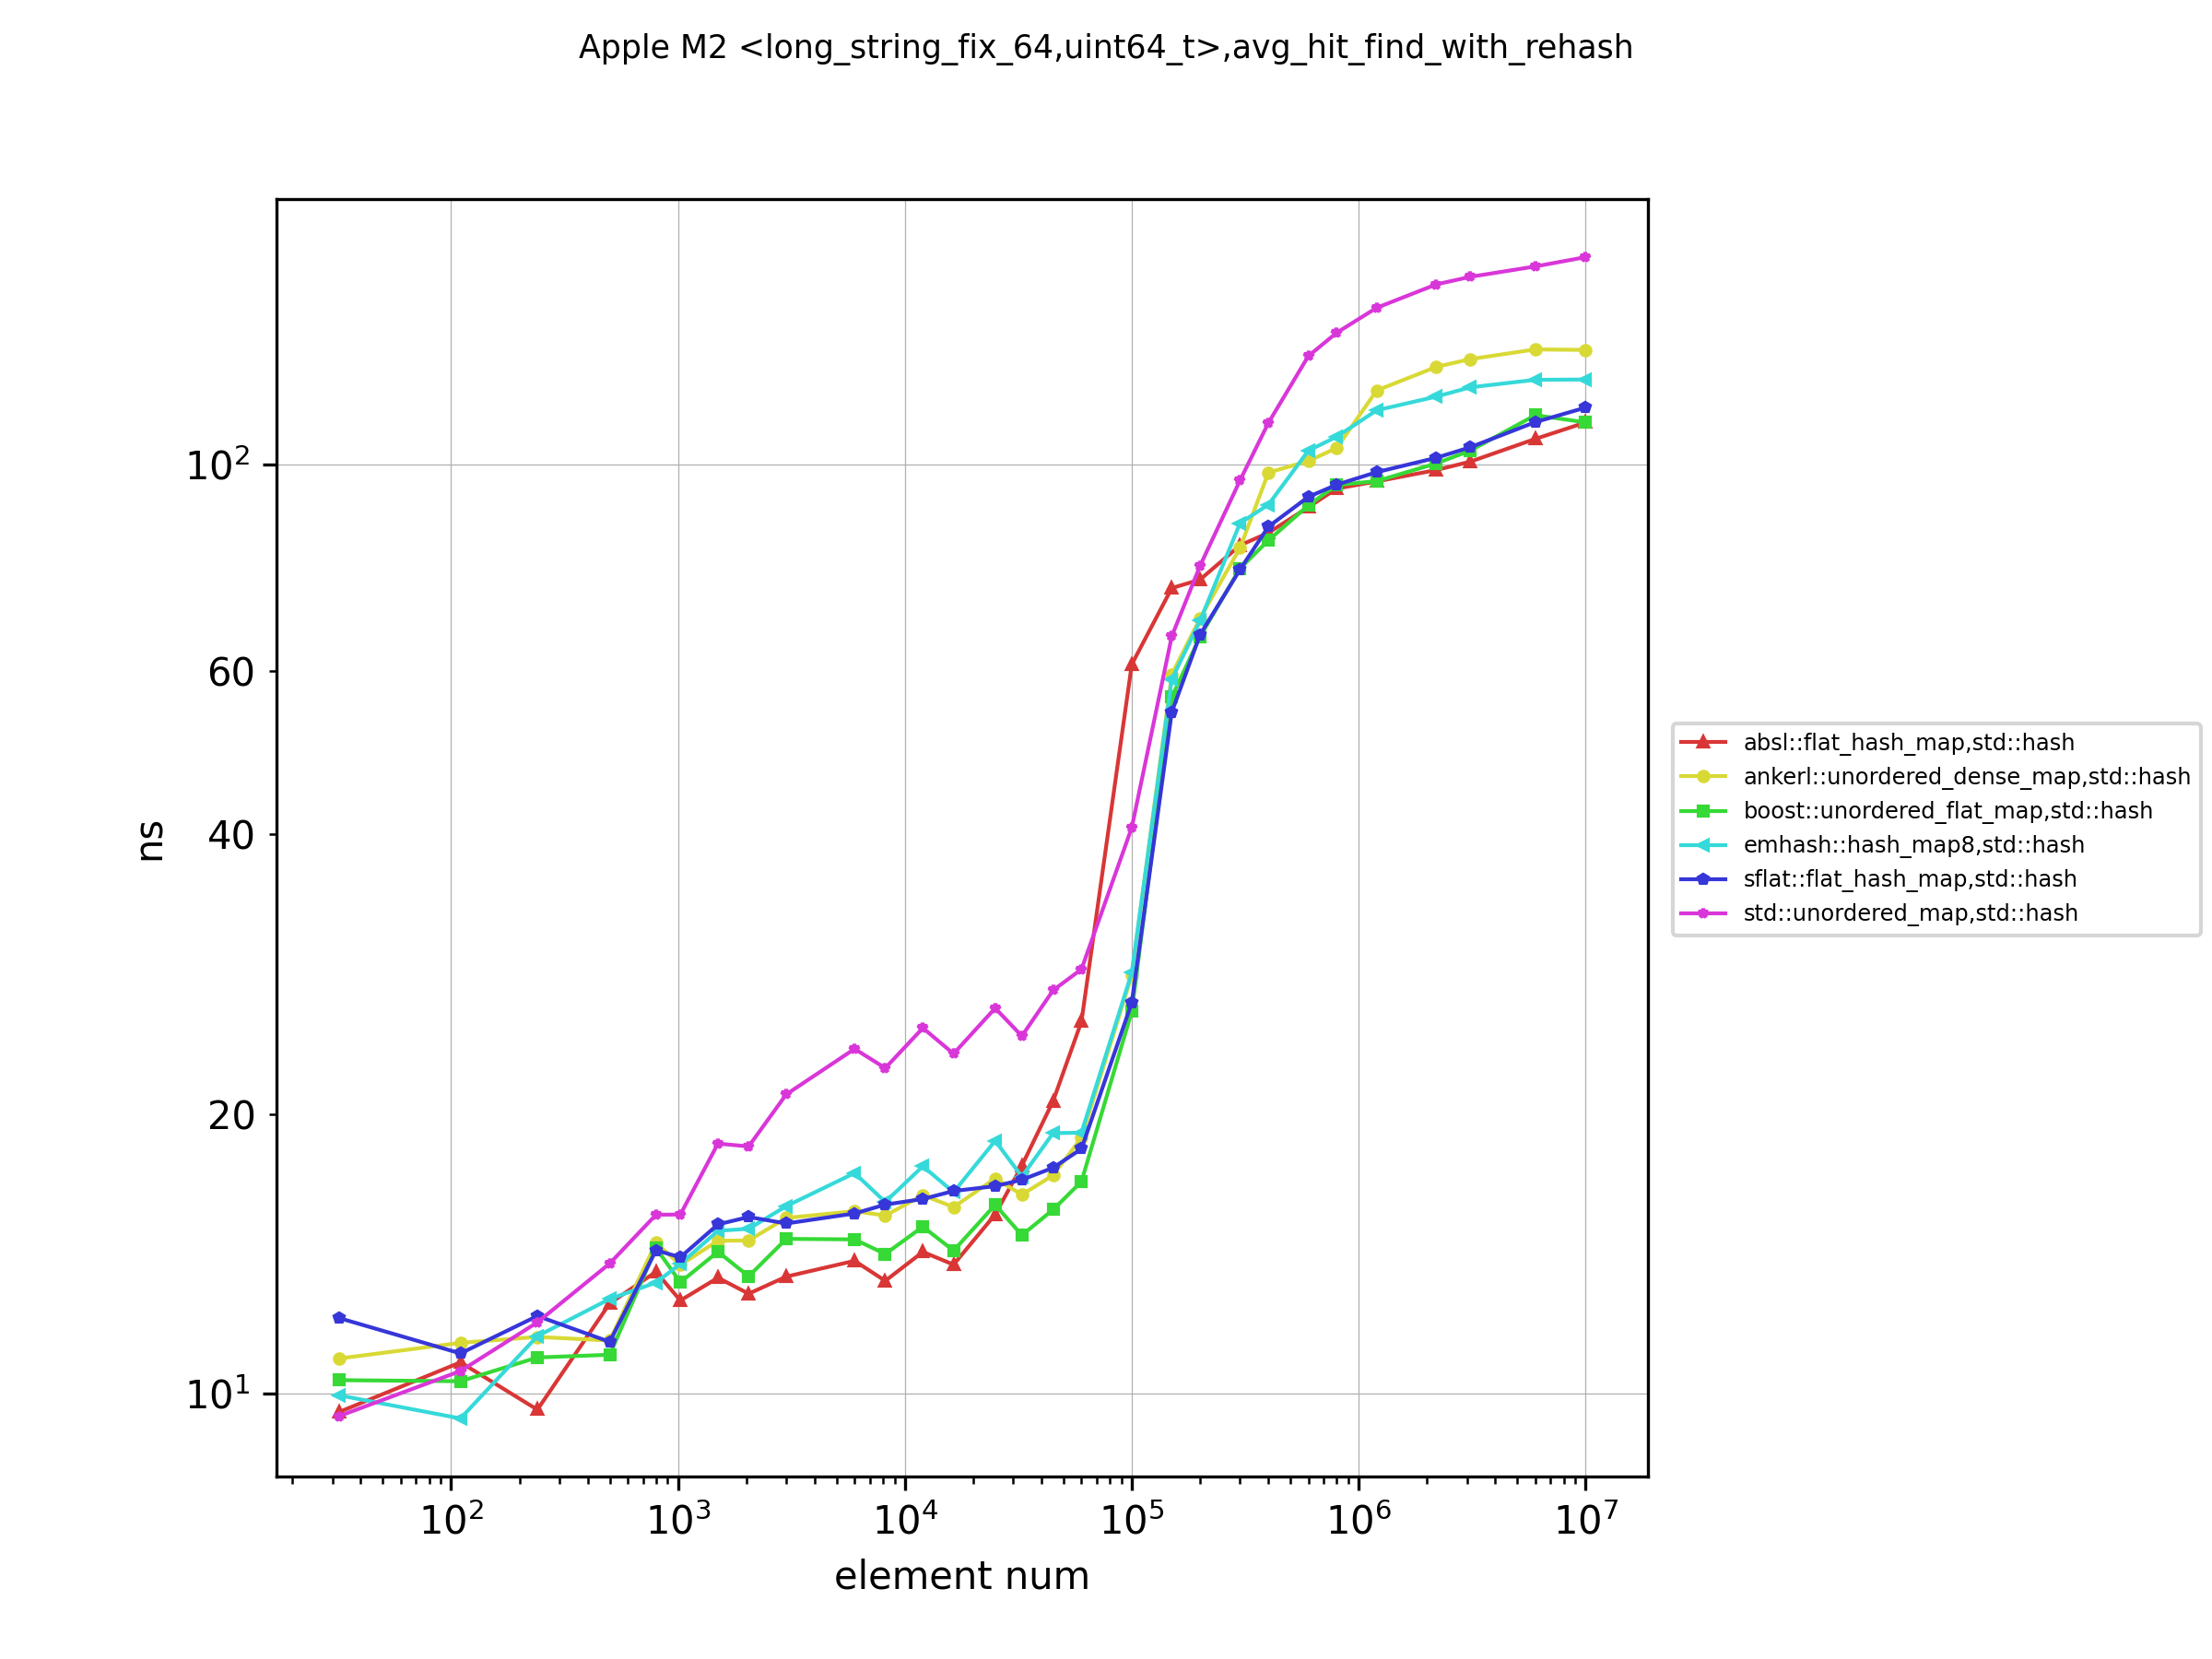 Apple M2 <long_string_fix_64,uint64_t>,avg_hit_find_with_rehash
10²
60
40
20
10¹
ns
10² 10³ 10⁴ 10⁵ 10⁶ 10⁷
element num
absl::flat_hash_map,std::hash
ankerl::unordered_dense_map,std::hash
boost::unordered_flat_map,std::hash
emhash::hash_map8,std::hash
sflat::flat_hash_map,std::hash
std::unordered_map,std::hash